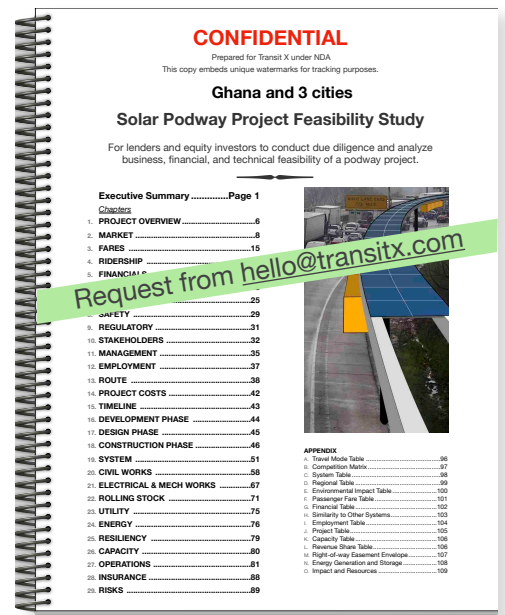 CONFIDENTIAL
Prepared for Transit X under NDA
This copy embeds unique watermarks for tracking purposes.
Ghana and 3 cities
Solar Podway Project Feasibility Study
For lenders and equity investors to conduct due diligence and analyze
business, financial, and technical feasibility of a podway project.
Executive Summary ..............Page 1
Chapters
1. PROJECT OVERVIEW ..................................6
2. MARKET ..................................................8
3. FARES ..................................................15
4. RIDERSHIP
5. FINANCIALS
Request from hello@transitx.com
25
8. SAFETY ..................................................29
9. REGULATORY ..........................................31
10. STAKEHOLDERS ......................................32
11. MANAGEMENT ........................................35
12. EMPLOYMENT ........................................37
13. ROUTE ..................................................38
14. PROJECT COSTS ....................................42
15. TIMELINE ..............................................43
16. DEVELOPMENT PHASE ............................44
17. DESIGN PHASE ......................................45
18. CONSTRUCTION PHASE ..........................46
19. SYSTEM ................................................51
20. CIVIL WORKS ........................................58
21. ELECTRICAL & MECH WORKS ..................67
22. ROLLING STOCK ....................................71
23. UTILITY ................................................75
24. ENERGY ................................................76
25. RESILIENCY ..........................................79
26. CAPACITY ............................................80
27. OPERATIONS ........................................81
28. INSURANCE ..........................................88
29. RISKS ..................................................89
APPENDIX
A. Travel Mode Table ..................................96
B. Competition Matrix ................................97
C. System Table ........................................98
D. Regional Table ......................................99
E. Environmental Impact Table ..................100
F. Passenger Fare Table ............................101
G. Financial Table ....................................102
H. Similarity to Other Systems ..................103
I. Employment Table ................................104
J. Project Table ......................................105
K. Capacity Table ....................................106
L. Revenue Share Table ............................106
M. Right-of-way Easement Envelope ..........107
N. Energy Generation and Storage ............108
O. Impact and Resources ..........................109